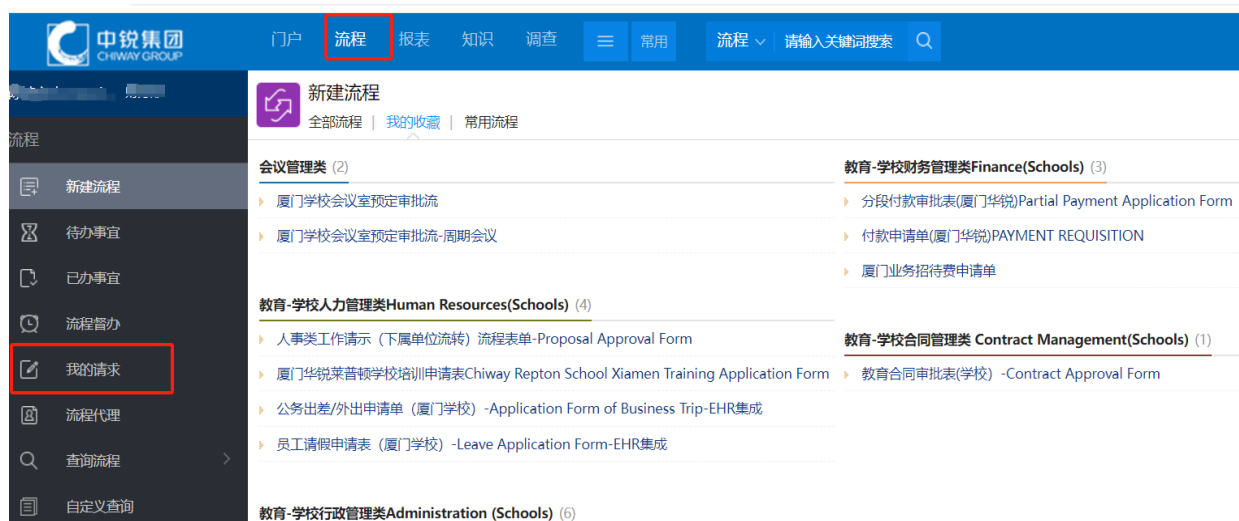 中锐集团
CHIWAY GROUP
门户 流程 报表 知识 调查 常用 流程 请输入关键词搜索
流程
新建流程
待办事宜
已办事宜
流程督办
我的请求
流程代理
查询流程
自定义查询
新建流程
全部流程 | 我的收藏 | 常用流程
会议管理类 (2)
厦门学校会议室预定审批流
厦门学校会议室预定审批流-周期会议
教育-学校人力管理类Human Resources(Schools) (4)
人事类工作请示（下属单位流转）流程表单-Proposal Approval Form
厦门华锐莱普顿学校培训申请表Chiway Repton School Xiamen Training Application Form
公务出差/外出申请单（厦门学校）-Application Form of Business Trip-EHR集成
员工请假申请表（厦门学校）-Leave Application Form-EHR集成
教育-学校行政管理类Administration (Schools) (6)
教育-学校财务管理类Finance(Schools) (3)
分段付款审批表(厦门华锐)Partial Payment Application Form
付款申请单(厦门华锐)PAYMENT REQUISITION
厦门业务招待费申请单
教育-学校合同管理类 Contract Management(Schools) (1)
教育合同审批表(学校）-Contract Approval Form